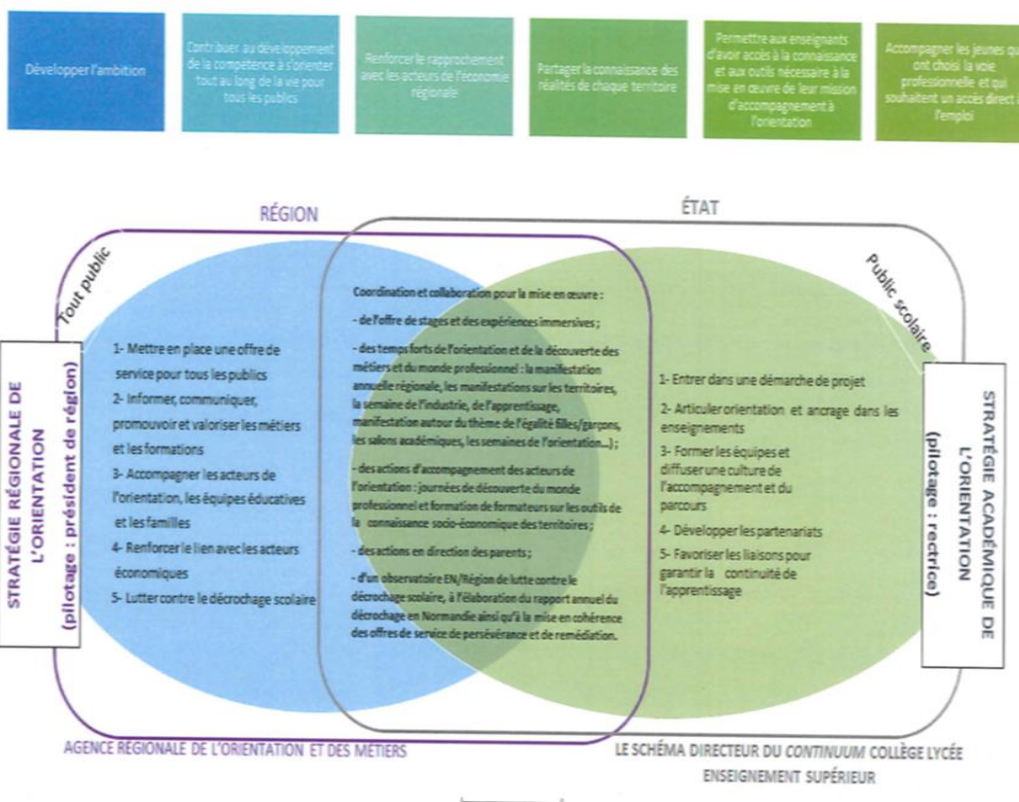 Développer l'ambition
Contribuer au développement
de la compétence à s'orienter
tout au long de la vie pour
tous les publics
Renforcer le rapprochement
avec les acteurs de l'économie
régionale
Partager la connaissance des
réalités de chaque territoire
Permettre aux enseignants
d'avoir accès à la connaissance
et aux outils nécessaire à la
mise en œuvre de leur mission
d'accompagnement à
l'orientation
Accompagner les jeunes qui
ont choisi la voie
professionnelle et qui
souhaitent un accès direct à
l'emploi
RÉGION
ÉTAT
Tout public
Public scolaire
STRATÉGIE RÉGIONALE DE
L'ORIENTATION
(pilotage : président de région)
1- Mettre en place une offre de
service pour tous les publics
2- Informer, communiquer,
promouvoir et valoriser les métiers
et les formations
3- Accompagner les acteurs de
l'orientation, les équipes éducatives
et les familles
4- Renforcer le lien avec les acteurs
économiques
5- Lutter contre le décrochage scolaire
Coordination et collaboration pour la mise en œuvre :
- de l'offre de stages et des expériences immersives ;
- des temps forts de l'orientation et de la découverte des
métiers et du monde professionnel : la manifestation
annuelle régionale, les manifestations sur les territoires,
la semaine de l'industrie, de l'apprentissage,
manifestation autour du thème de l'égalité filles/garçons,
les salons académiques, les semaines de l'orientation...) ;
- des actions d'accompagnement des acteurs de
l'orientation : journées de découverte du monde
professionnel et formation de formateurs sur les outils de
la connaissance socio-économique des territoires ;
- des actions en direction des parents ;
- d'un observatoire EN/Région de lutte contre le
décrochage scolaire, à l'élaboration du rapport annuel du
décrochage en Normandie ainsi qu'à la mise en cohérence
des offres de service de persévérance et de remédiation.
1- Entrer dans une démarche de projet
2- Articuler orientation et ancrage dans les
enseignements
3- Former les équipes et
diffuser une culture de
l'accompagnement et du
parcours
4- Développer les partenariats
5- Favoriser les liaisons pour
garantir la continuité de
l'apprentissage
STRATÉGIE ACADÉMIQUE DE
L'ORIENTATION
(pilotage : rectrice)
AGENCE RÉGIONALE DE L'ORIENTATION ET DES MÉTIERS
LE SCHÉMA DIRECTEUR DU CONTINUUM COLLÈGE LYCÉE
ENSEIGNEMENT SUPÉRIEUR